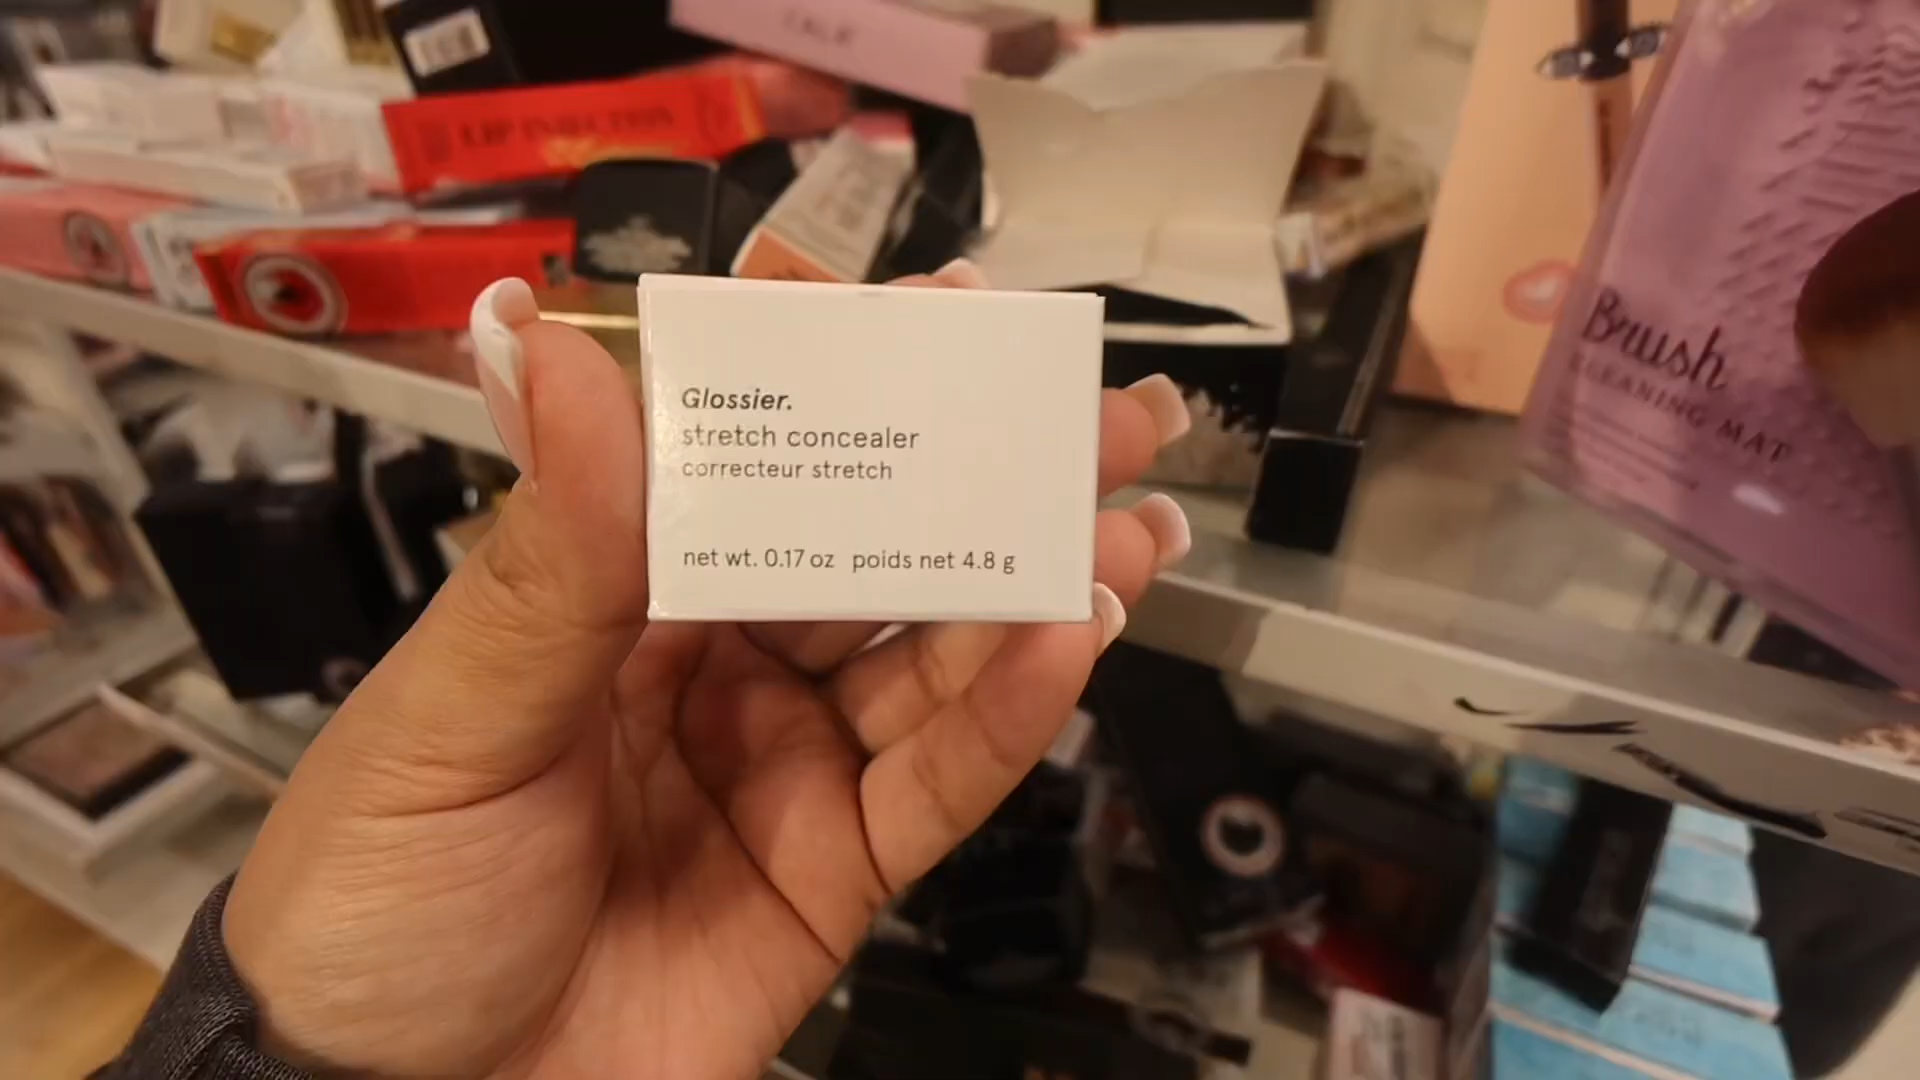 Glossier.
stretch concealer
correcteur stretch
net wt. 0.17 oz poids net 4.8 g
LIP INJECTION
Brush
CLEANING MAT